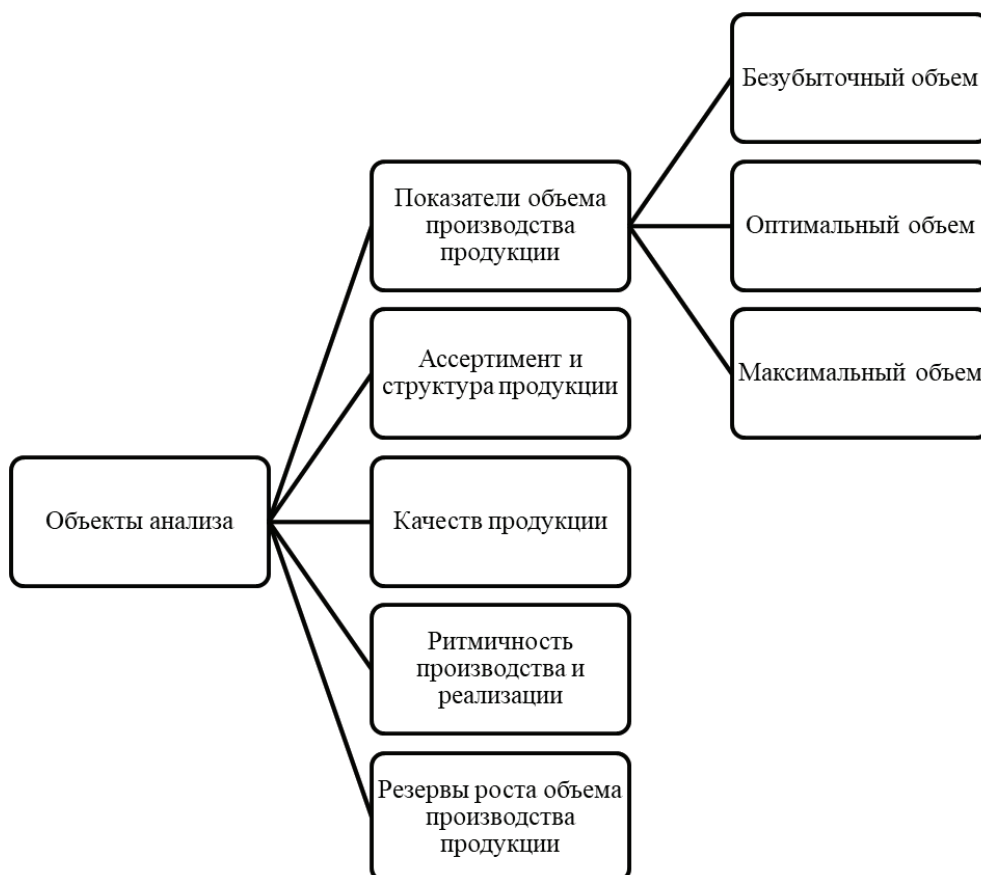 Безубыточный объем
Показатели объема
производства
продукции
Оптимальный объем
Максимальный объем
Ассертимент и
структура продукции
Объекты анализа
Качеств продукции
Ритмичность
производства и
реализации
Резервы роста объема
производства
продукции